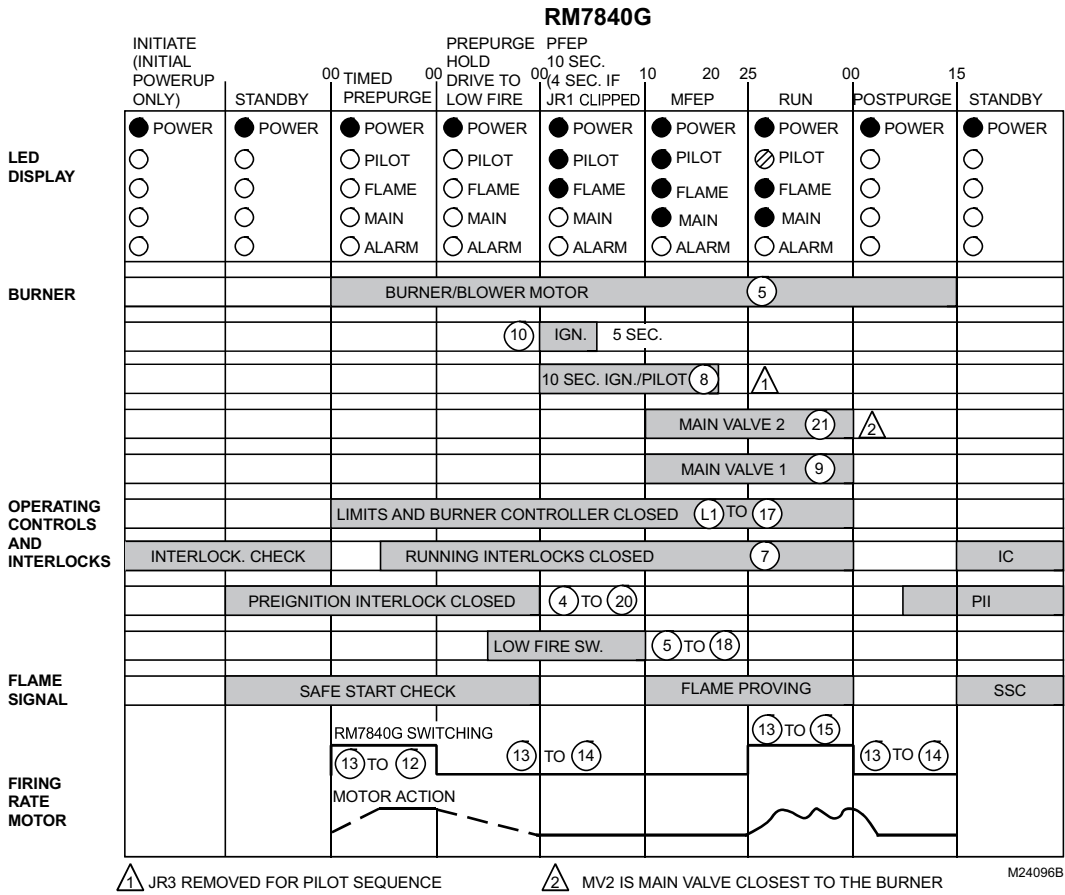 RM7840G
INITIATE
(INITIAL
POWERUP
ONLY)
STANDBY
00 TIMED
PREPURGE
00
PREPURGE
HOLD
DRIVE TO
LOW FIRE
00
PFEP
10 SEC.
(4 SEC. IF
JR1 CLIPPED
10
MFEP
20
25
RUN
00
POSTPURGE
15
STANDBY
LED
DISPLAY
POWER POWER POWER POWER POWER POWER POWER POWER POWER
PILOT PILOT PILOT PILOT PILOT
FLAME FLAME FLAME FLAME FLAME
MAIN MAIN MAIN MAIN MAIN
ALARM ALARM ALARM ALARM ALARM
BURNER
BURNER/BLOWER MOTOR 5
10 IGN. 5 SEC.
10 SEC. IGN./PILOT 8 1
MAIN VALVE 2 21 2
MAIN VALVE 1 9
OPERATING
CONTROLS
AND
INTERLOCKS
LIMITS AND BURNER CONTROLLER CLOSED L1 TO 17
INTERLOCK. CHECK RUNNING INTERLOCKS CLOSED 7 IC
PREIGNITION INTERLOCK CLOSED 4 TO 20 PII
LOW FIRE SW. 5 TO 18
FLAME
SIGNAL
SAFE START CHECK FLAME PROVING SSC
FIRING
RATE
MOTOR
RM7840G SWITCHING
13 TO 12 13 TO 14 13 TO 15 13 TO 14
MOTOR ACTION
1 JR3 REMOVED FOR PILOT SEQUENCE 2 MV2 IS MAIN VALVE CLOSEST TO THE BURNER
M24096B